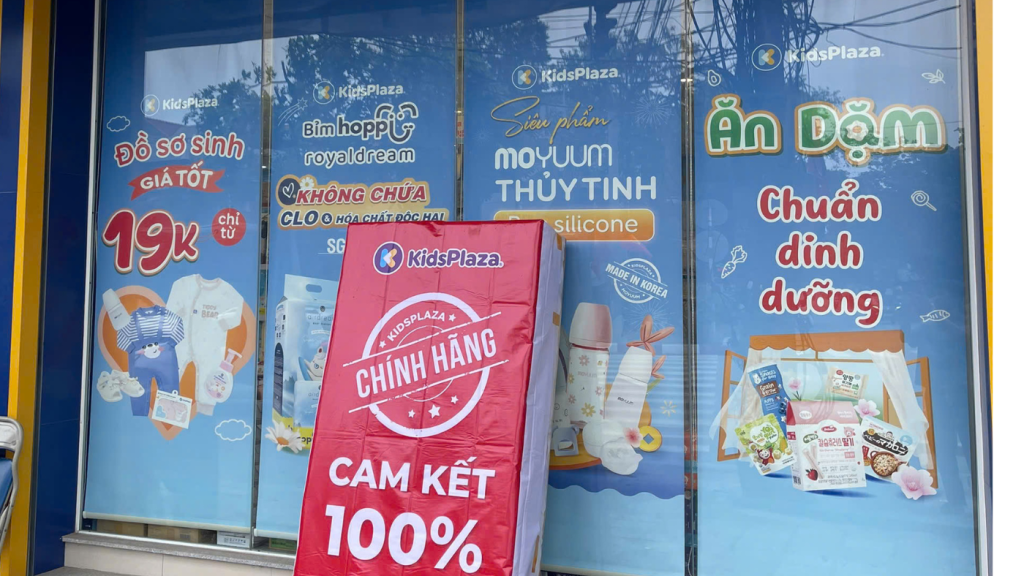 KidsPlaza
Đồ sơ sinh
GIÁ TỐT
chỉ từ
19K
KidsPlaza
Bỉm hoppi
royaldream
KHÔNG CHỨA
CLO & HÓA CHẤT ĐỘC HẠI
KidsPlaza
Siêu phẩm
MOYUUM
THỦY TINH
silicone
MADE IN KOREA
KidsPlaza
Ăn Dặm
Chuẩn
dinh
dưỡng
KidsPlaza
KIDSPLAZA
CHÍNH HÃNG
CAM KẾT
100%